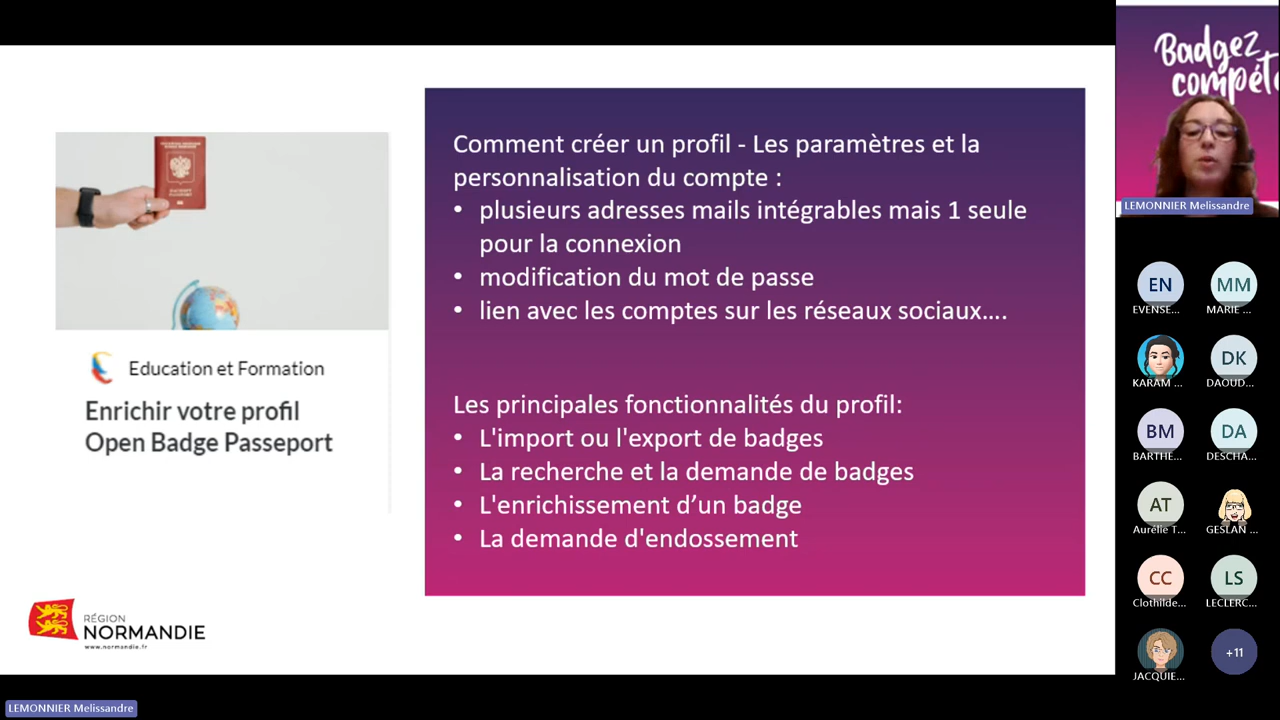 Comment créer un profil - Les paramètres et la
personnalisation du compte :
• plusieurs adresses mails intégrables mais 1 seule
pour la connexion
• modification du mot de passe
• lien avec les comptes sur les réseaux sociaux....
Les principales fonctionnalités du profil:
• L'import ou l'export de badges
• La recherche et la demande de badges
• L'enrichissement d’un badge
• La demande d'endossement
Education et Formation
Enrichir votre profil
Open Badge Passeport
RÉGION
NORMANDIE
www.normandie.fr
LEMONNIER Melissandre
Badgez
compéte
LEMONNIER Melissandre
EN MM
EVENSE... MARIE ...
DK
KARAM ... DAOUD...
BM DA
BARTHE... DESCHA...
AT
Aurélie T... GESLAN ...
CC LS
Clothilde... LECLERC...
+11
JACQUIE...